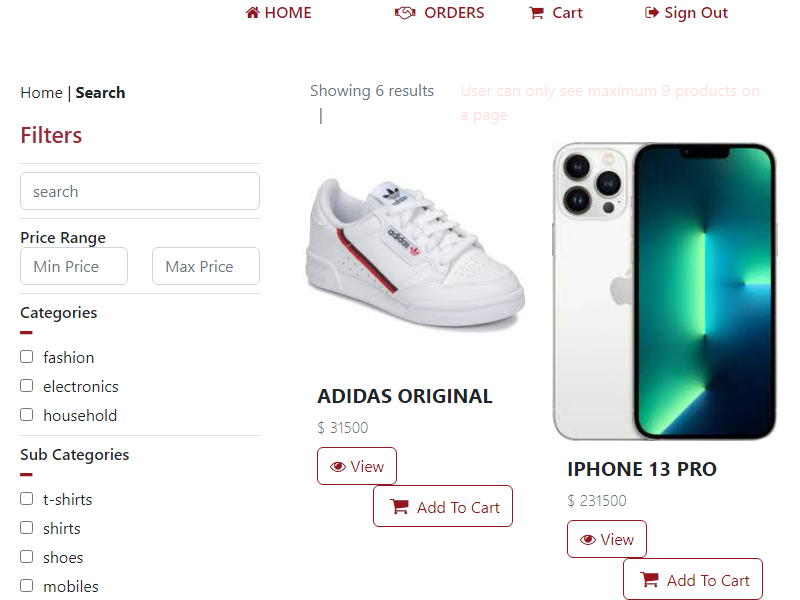 HOME
ORDERS
Cart
Sign Out
Home | Search
Filters
search
Price Range
Min Price
Max Price
Categories
fashion
electronics
household
Sub Categories
t-shirts
shirts
shoes
mobiles
Showing 6 results
|
User can only see maximum 9 products on
a page
adidas
adidas
ADIDAS ORIGINAL
$ 31500
View
Add To Cart
IPHONE 13 PRO
$ 231500
View
Add To Cart